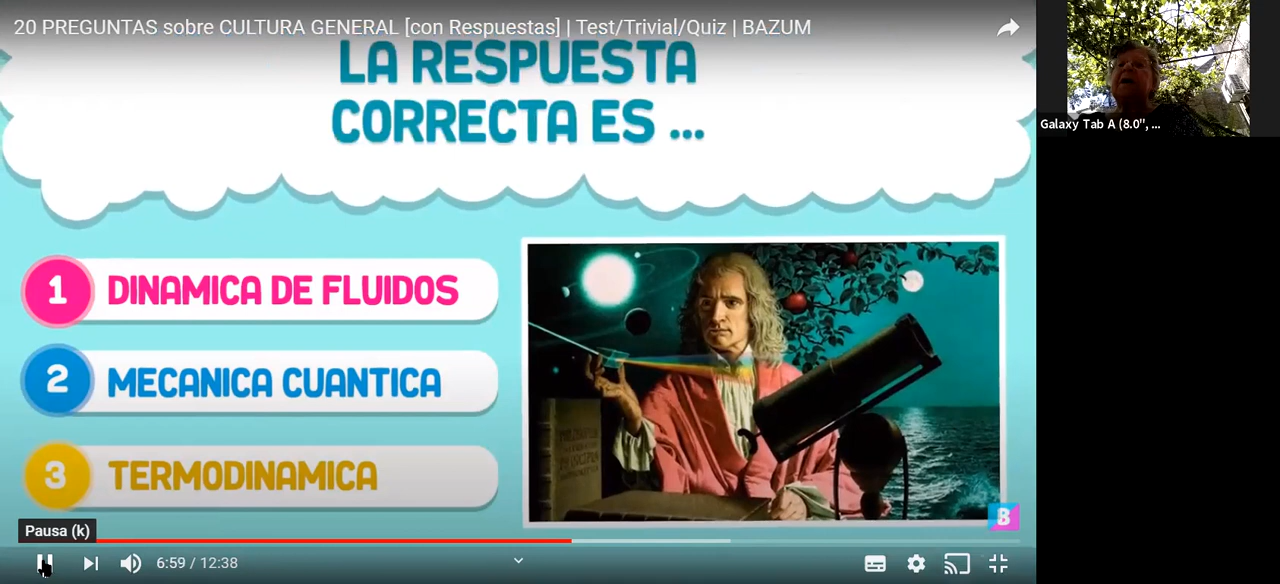 20 PREGUNTAS sobre CULTURA GENERAL [con Respuestas] | Test/Trivial/Quiz | BAZUM
LA RESPUESTA
CORRECTA ES ...
1 DINAMICA DE FLUIDOS
2 MECANICA CUANTICA
3 TERMODINAMICA
B
Pausa (k)
6:59 / 12:38
Galaxy Tab A (8.0", ...